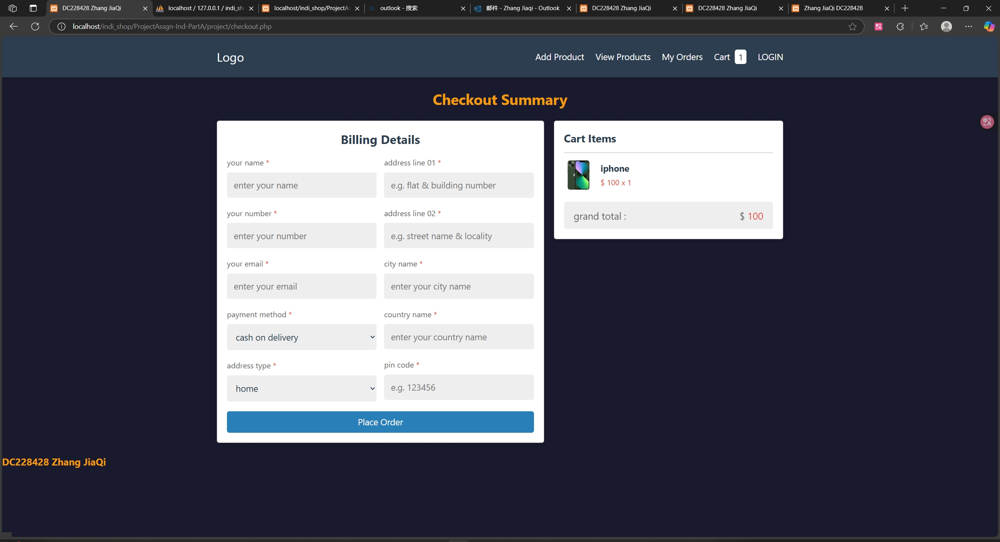 DC228428 Zhang JiaQi
localhost / 127.0.0.1 / indi_sh
localhost/indi_shop/ProjectAs
outlook - 搜索
邮件 - Zhang Jiaqi - Outlook
DC228428 Zhang JiaQi
DC228428 Zhang JiaQi
Zhang JiaQi DC228428
localhost/indi_shop/ProjectAssgn-Ind-PartA/project/checkout.php
Logo
Add Product
View Products
My Orders
Cart 1
LOGIN
Checkout Summary
Billing Details
your name *
enter your name
address line 01 *
e.g. flat & building number
your number *
enter your number
address line 02 *
e.g. street name & locality
your email *
enter your email
city name *
enter your city name
payment method *
cash on delivery
country name *
enter your country name
address type *
home
pin code *
e.g. 123456
Place Order
Cart Items
iphone
$ 100 x 1
grand total : $ 100
DC228428 Zhang JiaQi